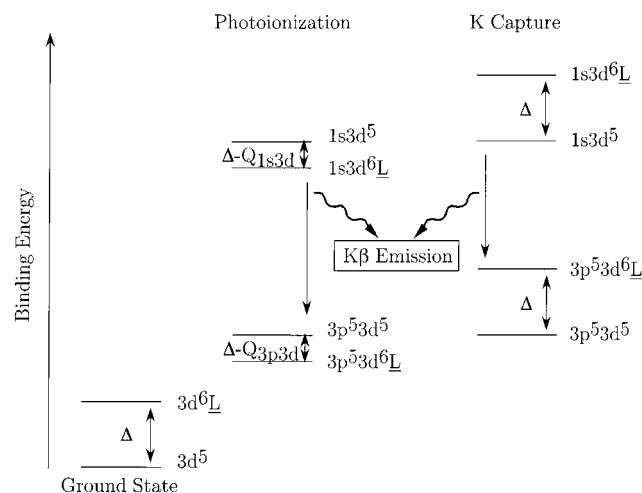 Photoionization
K Capture
1s3d⁶L̲
Δ
1s3d⁵
1s3d⁵
Δ-Q₁ₛ₃d
1s3d⁶L̲
Kβ Emission
3p⁵3d⁶L̲
Δ
3p⁵3d⁵
3p⁵3d⁵
Δ-Q₃ₚ₃d
3p⁵3d⁶L̲
3d⁶L̲
Δ
3d⁵
Ground State
Binding Energy